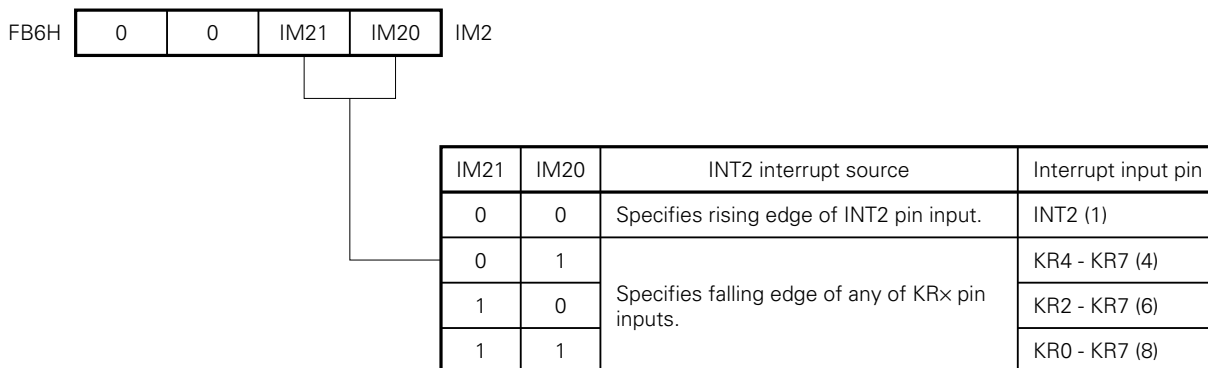 FB6H 0 0 IM21 IM20 IM2
IM21 IM20 INT2 interrupt source Interrupt input pin
0 0 Specifies rising edge of INT2 pin input. INT2 (1)
0 1 KR4 - KR7 (4)
Specifies falling edge of any of KR× pin
inputs.
1 0 KR2 - KR7 (6)
1 1 KR0 - KR7 (8)